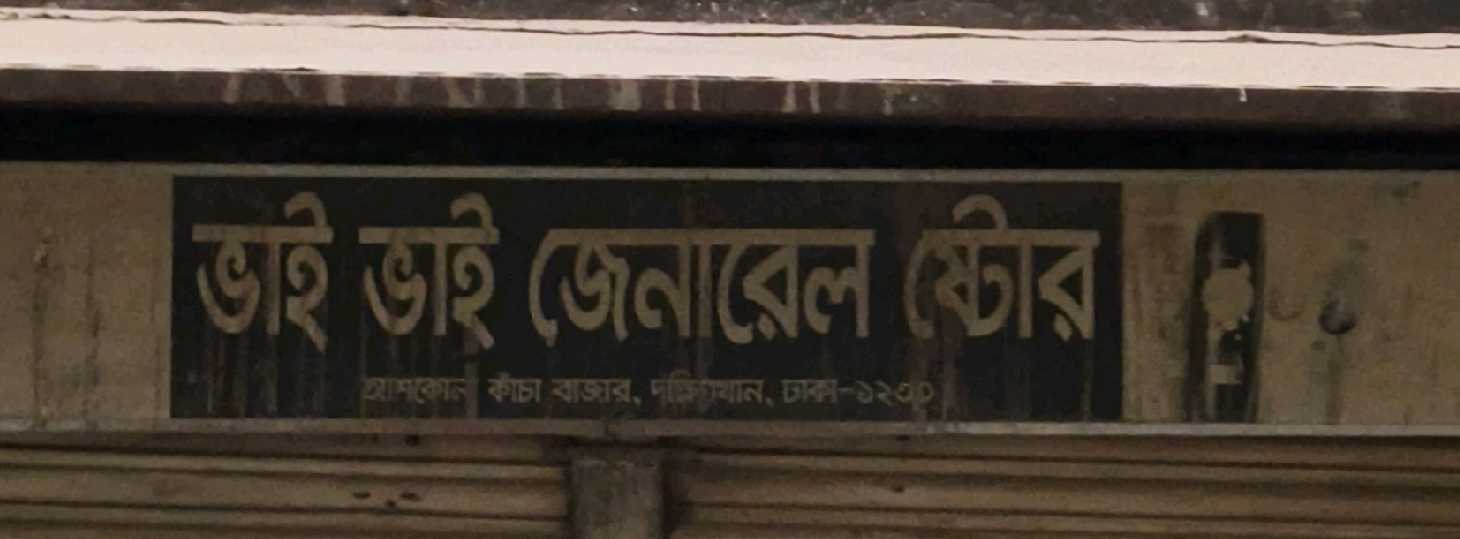 ভাই ভাই জেনারেল ষ্টোর
আশকোনা কাঁচা বাজার, দক্ষিণখান, ঢাকা-১২৩০